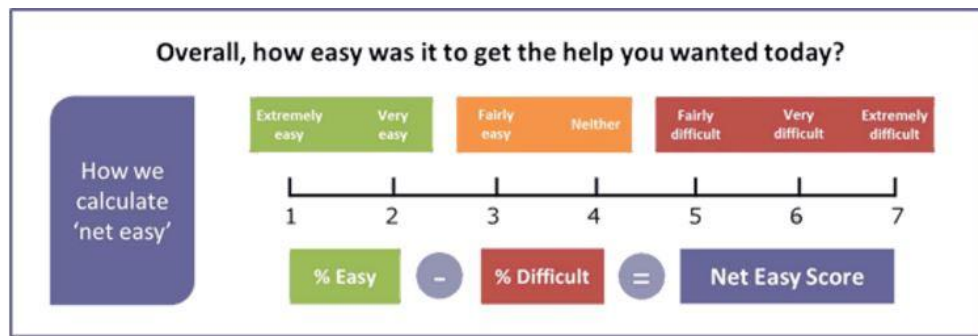 Overall, how easy was it to get the help you wanted today?
How we
calculate
'net easy'
Extremely
easy
Very
easy
Fairly
easy
Neither
Fairly
difficult
Very
difficult
Extremely
difficult
1 2 3 4 5 6 7
% Easy - % Difficult = Net Easy Score